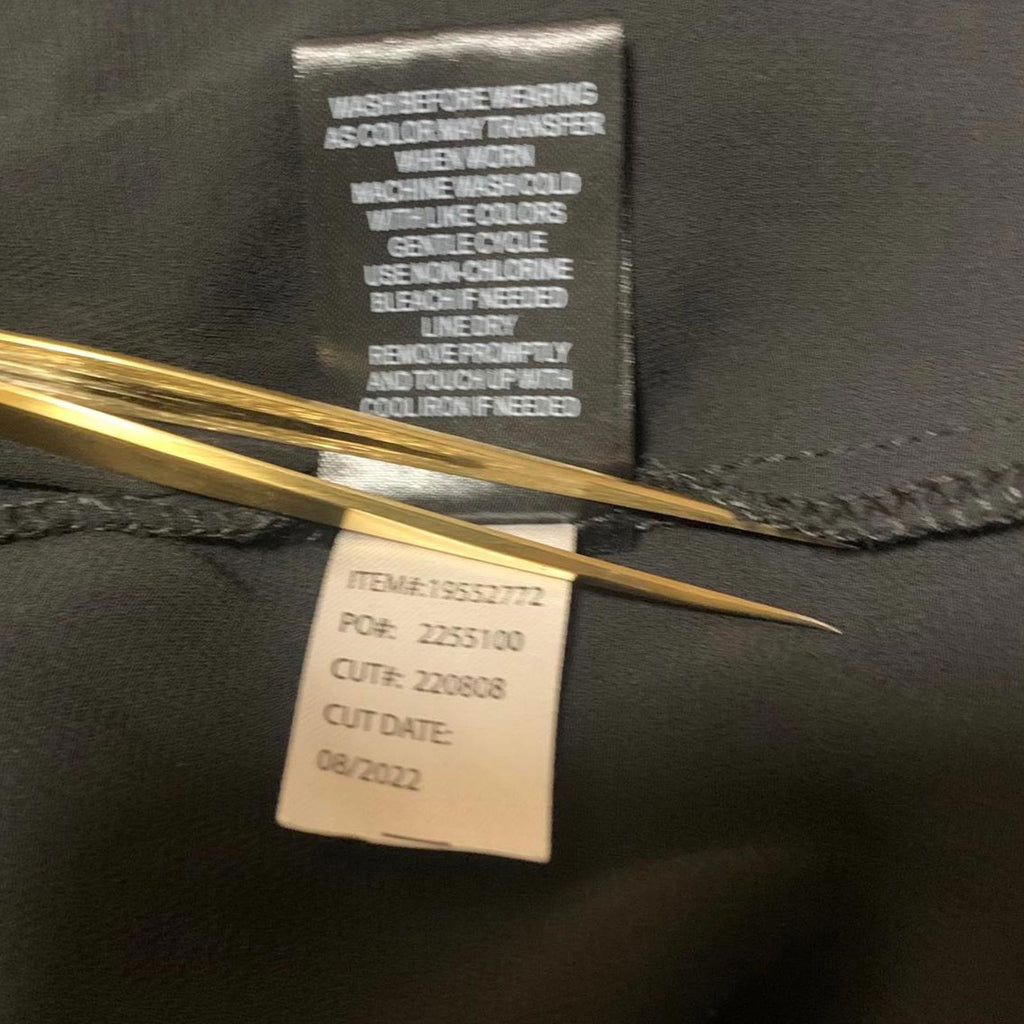 WASH BEFORE WEARING
AS COLOR MAY TRANSFER
WHEN WORN
MACHINE WASH COLD
WITH LIKE COLORS
GENTLE CYCLE
USE NON-CHLORINE
BLEACH IF NEEDED
LINE DRY
REMOVE PROMPTLY
AND TOUCH UP WITH
COOL IRON IF NEEDED
ITEM#:19552772
PO#: 2255100
CUT#: 220808
CUT DATE:
08/2022